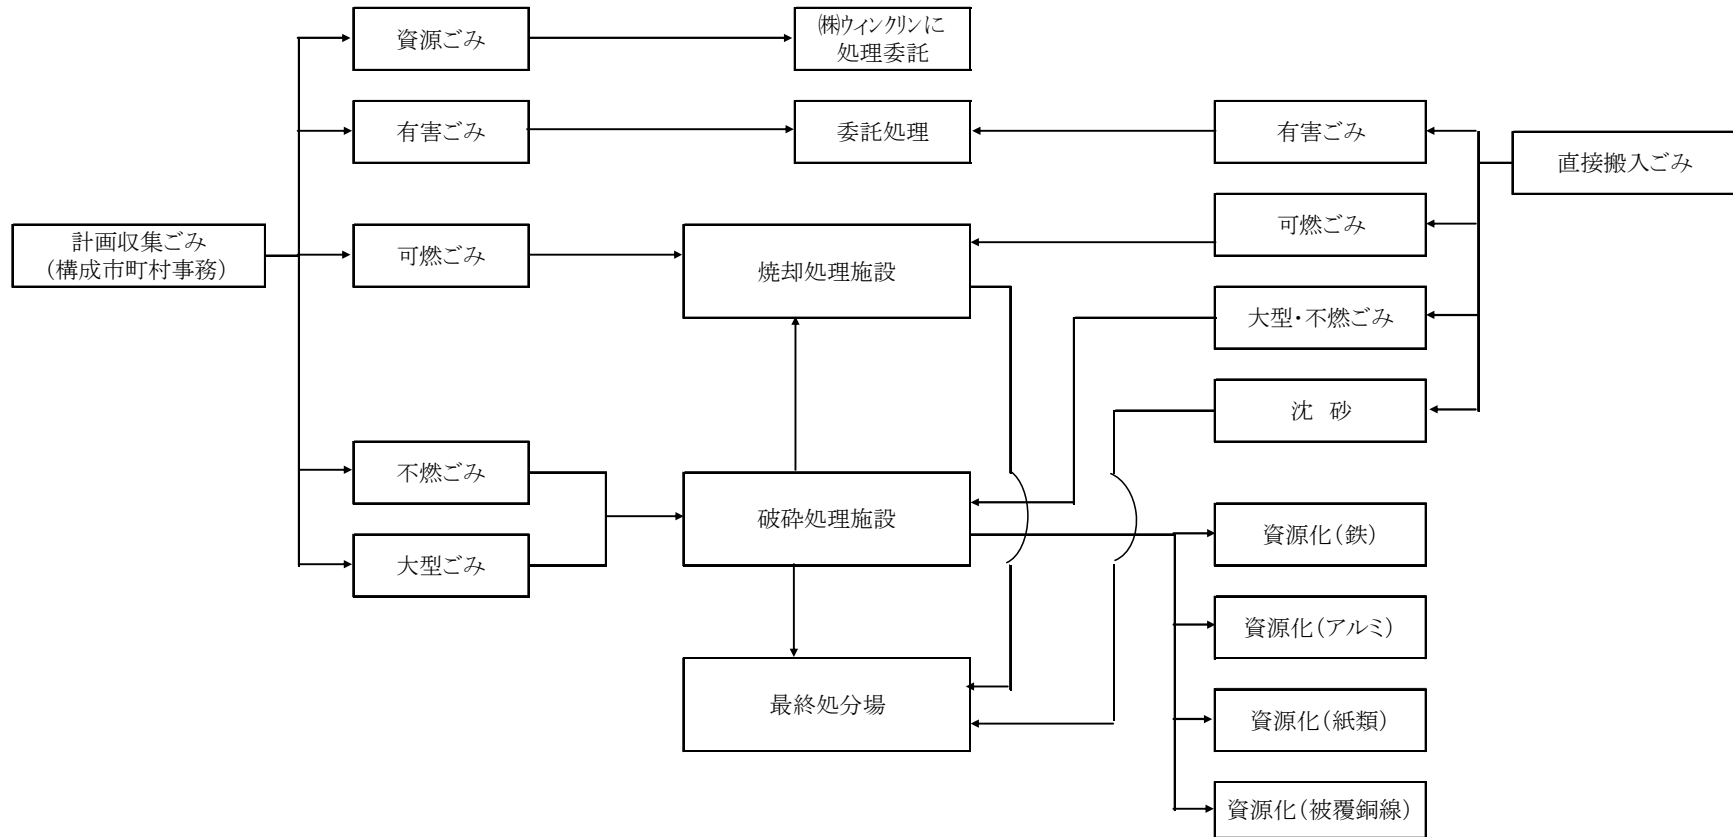 資源ごみ
㈱ウィンクリンに
処理委託
有害ごみ
委託処理
有害ごみ
直接搬入ごみ
計画収集ごみ
（構成市町村事務）
可燃ごみ
焼却処理施設
可燃ごみ
大型・不燃ごみ
沈　砂
不燃ごみ
破砕処理施設
資源化（鉄）
大型ごみ
資源化（アルミ）
最終処分場
資源化（紙類）
資源化（被覆銅線）